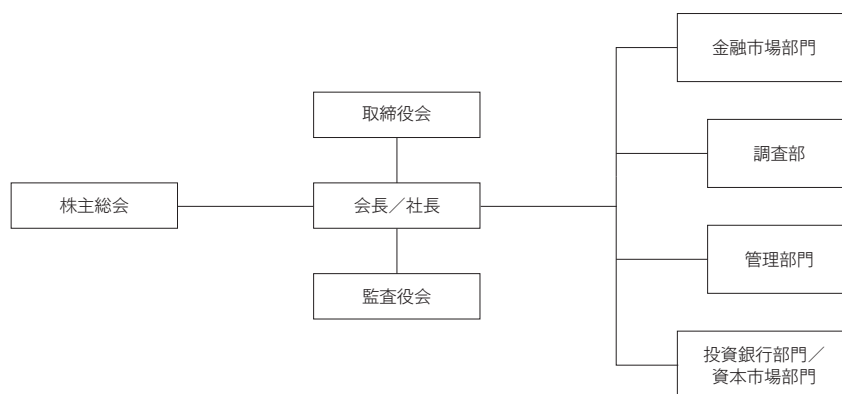 金融市場部門
取締役会
調査部
株主総会
会長／社長
管理部門
監査役会
投資銀行部門／
資本市場部門